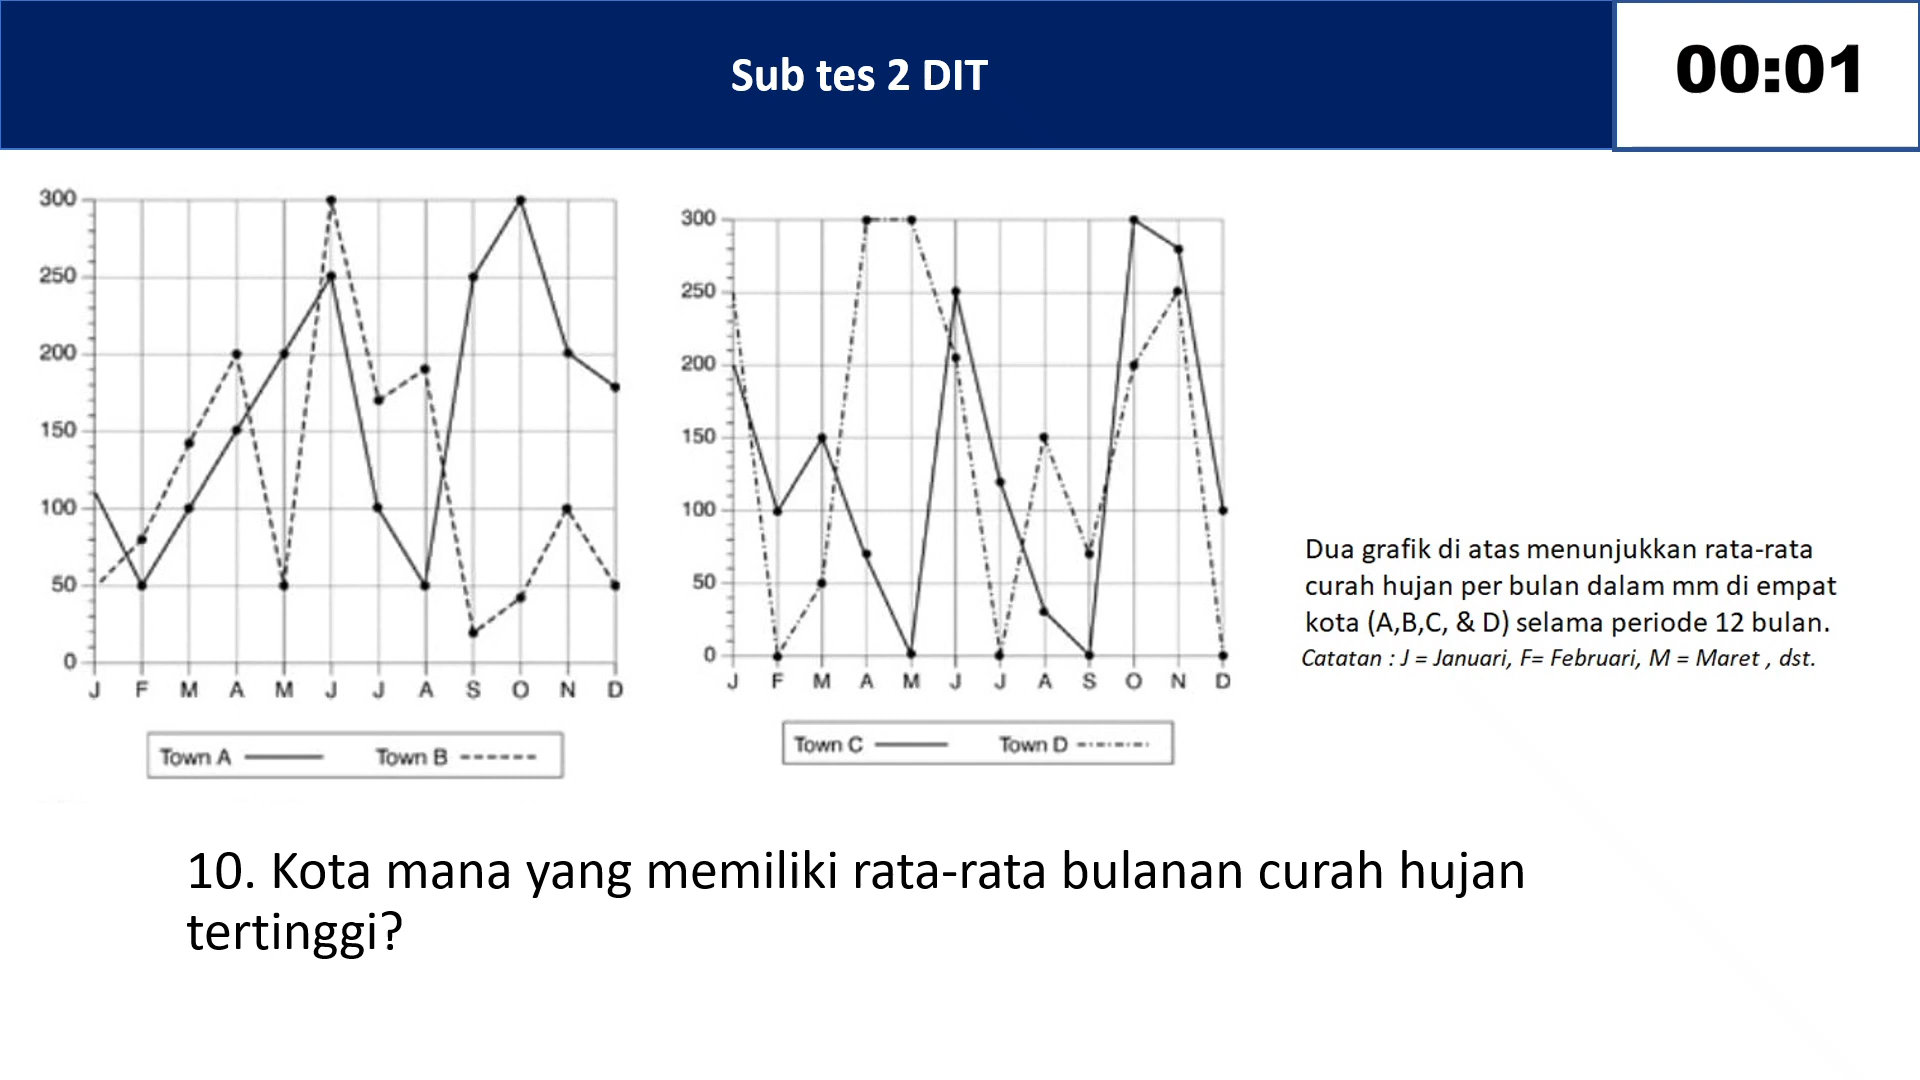 Sub tes 2 DIT
00:01
300
250
200
150
100
50
0
J F M A M J J A S O N D
Town A Town B
300
250
200
150
100
50
0
J F M A M J J A S O N D
Town C Town D
Dua grafik di atas menunjukkan rata-rata
curah hujan per bulan dalam mm di empat
kota (A,B,C, & D) selama periode 12 bulan.
Catatan : J = Januari, F= Februari, M = Maret , dst.
10. Kota mana yang memiliki rata-rata bulanan curah hujan
tertinggi?